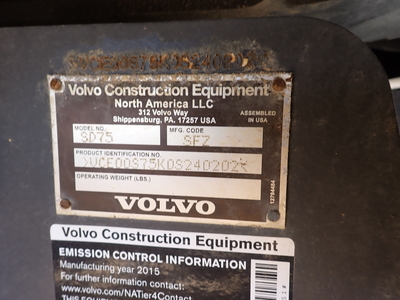 Volvo Construction Equipment
North America LLC
312 Volvo Way
Shippensburg, PA. 17257 USA
ASSEMBLED
IN USA
MODEL NO.
SD75
MFG. CODE
SFZ
PRODUCT IDENTIFICATION NO.
VCE00S75K0S240202
OPERATING WEIGHT (LBS.)
VOLVO
12794464
Volvo Construction Equipment
EMISSION CONTROL INFORMATION
Manufacturing year 2015
For further information contact:
www.volvo.com/NATier4Contact